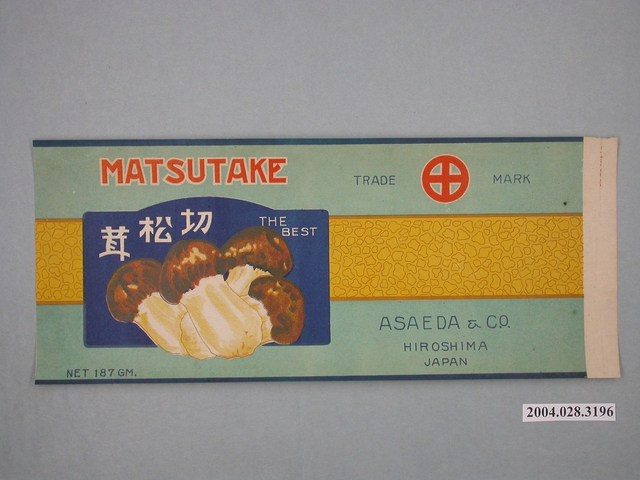 MATSUTAKE
茸松切
THE
BEST
NET 187 GM.
TRADE MARK
ASAEDA & CO.
HIROSHIMA
JAPAN
2004.028.3196